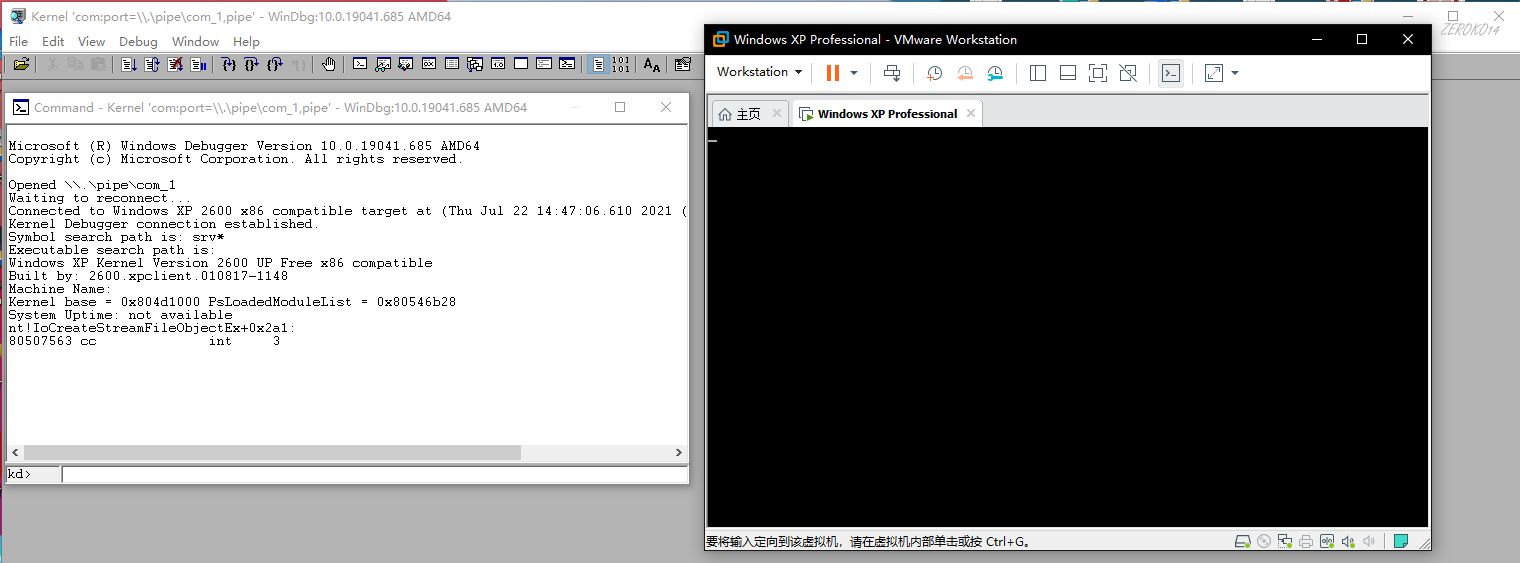 Kernel 'com:port=\\.\pipe\com_1,pipe' - WinDbg:10.0.19041.685 AMD64
ZEROKO14
File Edit View Debug Window Help
Command - Kernel 'com:port=\\.\pipe\com_1,pipe' - WinDbg:10.0.19041.685 AMD64
Microsoft (R) Windows Debugger Version 10.0.19041.685 AMD64
Copyright (c) Microsoft Corporation. All rights reserved.
Opened \\.\pipe\com_1
Waiting to reconnect...
Connected to Windows XP 2600 x86 compatible target at (Thu Jul 22 14:47:06.610 2021 (
Kernel Debugger connection established.
Symbol search path is: srv*
Executable search path is:
Windows XP Kernel Version 2600 UP Free x86 compatible
Built by: 2600.xpclient.010817-1148
Machine Name:
Kernel base = 0x804d1000 PsLoadedModuleList = 0x80546b28
System Uptime: not available
nt!IoCreateStreamFileObjectEx+0x2a1:
80507563 cc int 3
kd>
Windows XP Professional - VMware Workstation
Workstation
主页
Windows XP Professional
要将输入定向到该虚拟机，请在虚拟机内部单击或按 Ctrl+G。